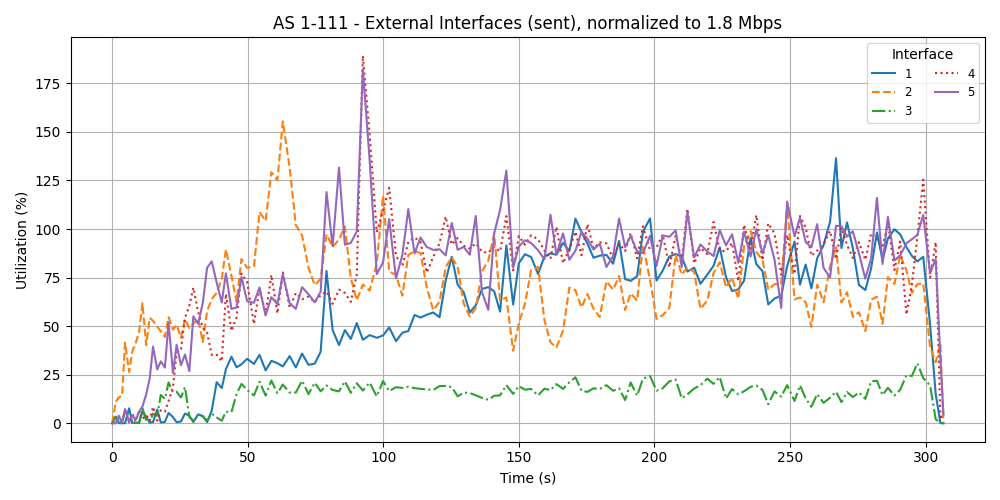 AS 1-111 - External Interfaces (sent), normalized to 1.8 Mbps
Utilization (%)
175
150
125
100
75
50
25
0
0 50 100 150 200 250 300
Time (s)
Interface
1 4
2 5
3